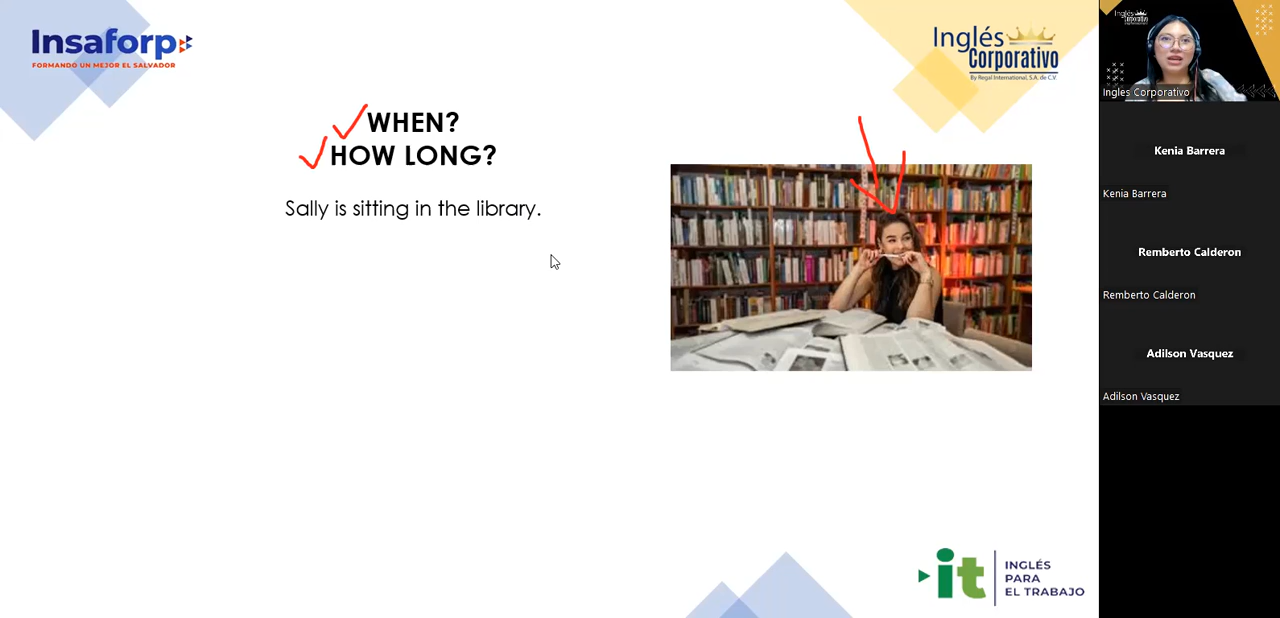 Insaforp
FORMANDO UN MEJOR EL SALVADOR
Inglés
Corporativo
By Regal International, S.A. de C.V.
WHEN?
HOW LONG?
Sally is sitting in the library.
INGLÉS
PARA
EL TRABAJO
it
Inglés
Corporativo
Ingles Corporativo
Kenia Barrera
Kenia Barrera
Remberto Calderon
Remberto Calderon
Adilson Vasquez
Adilson Vasquez